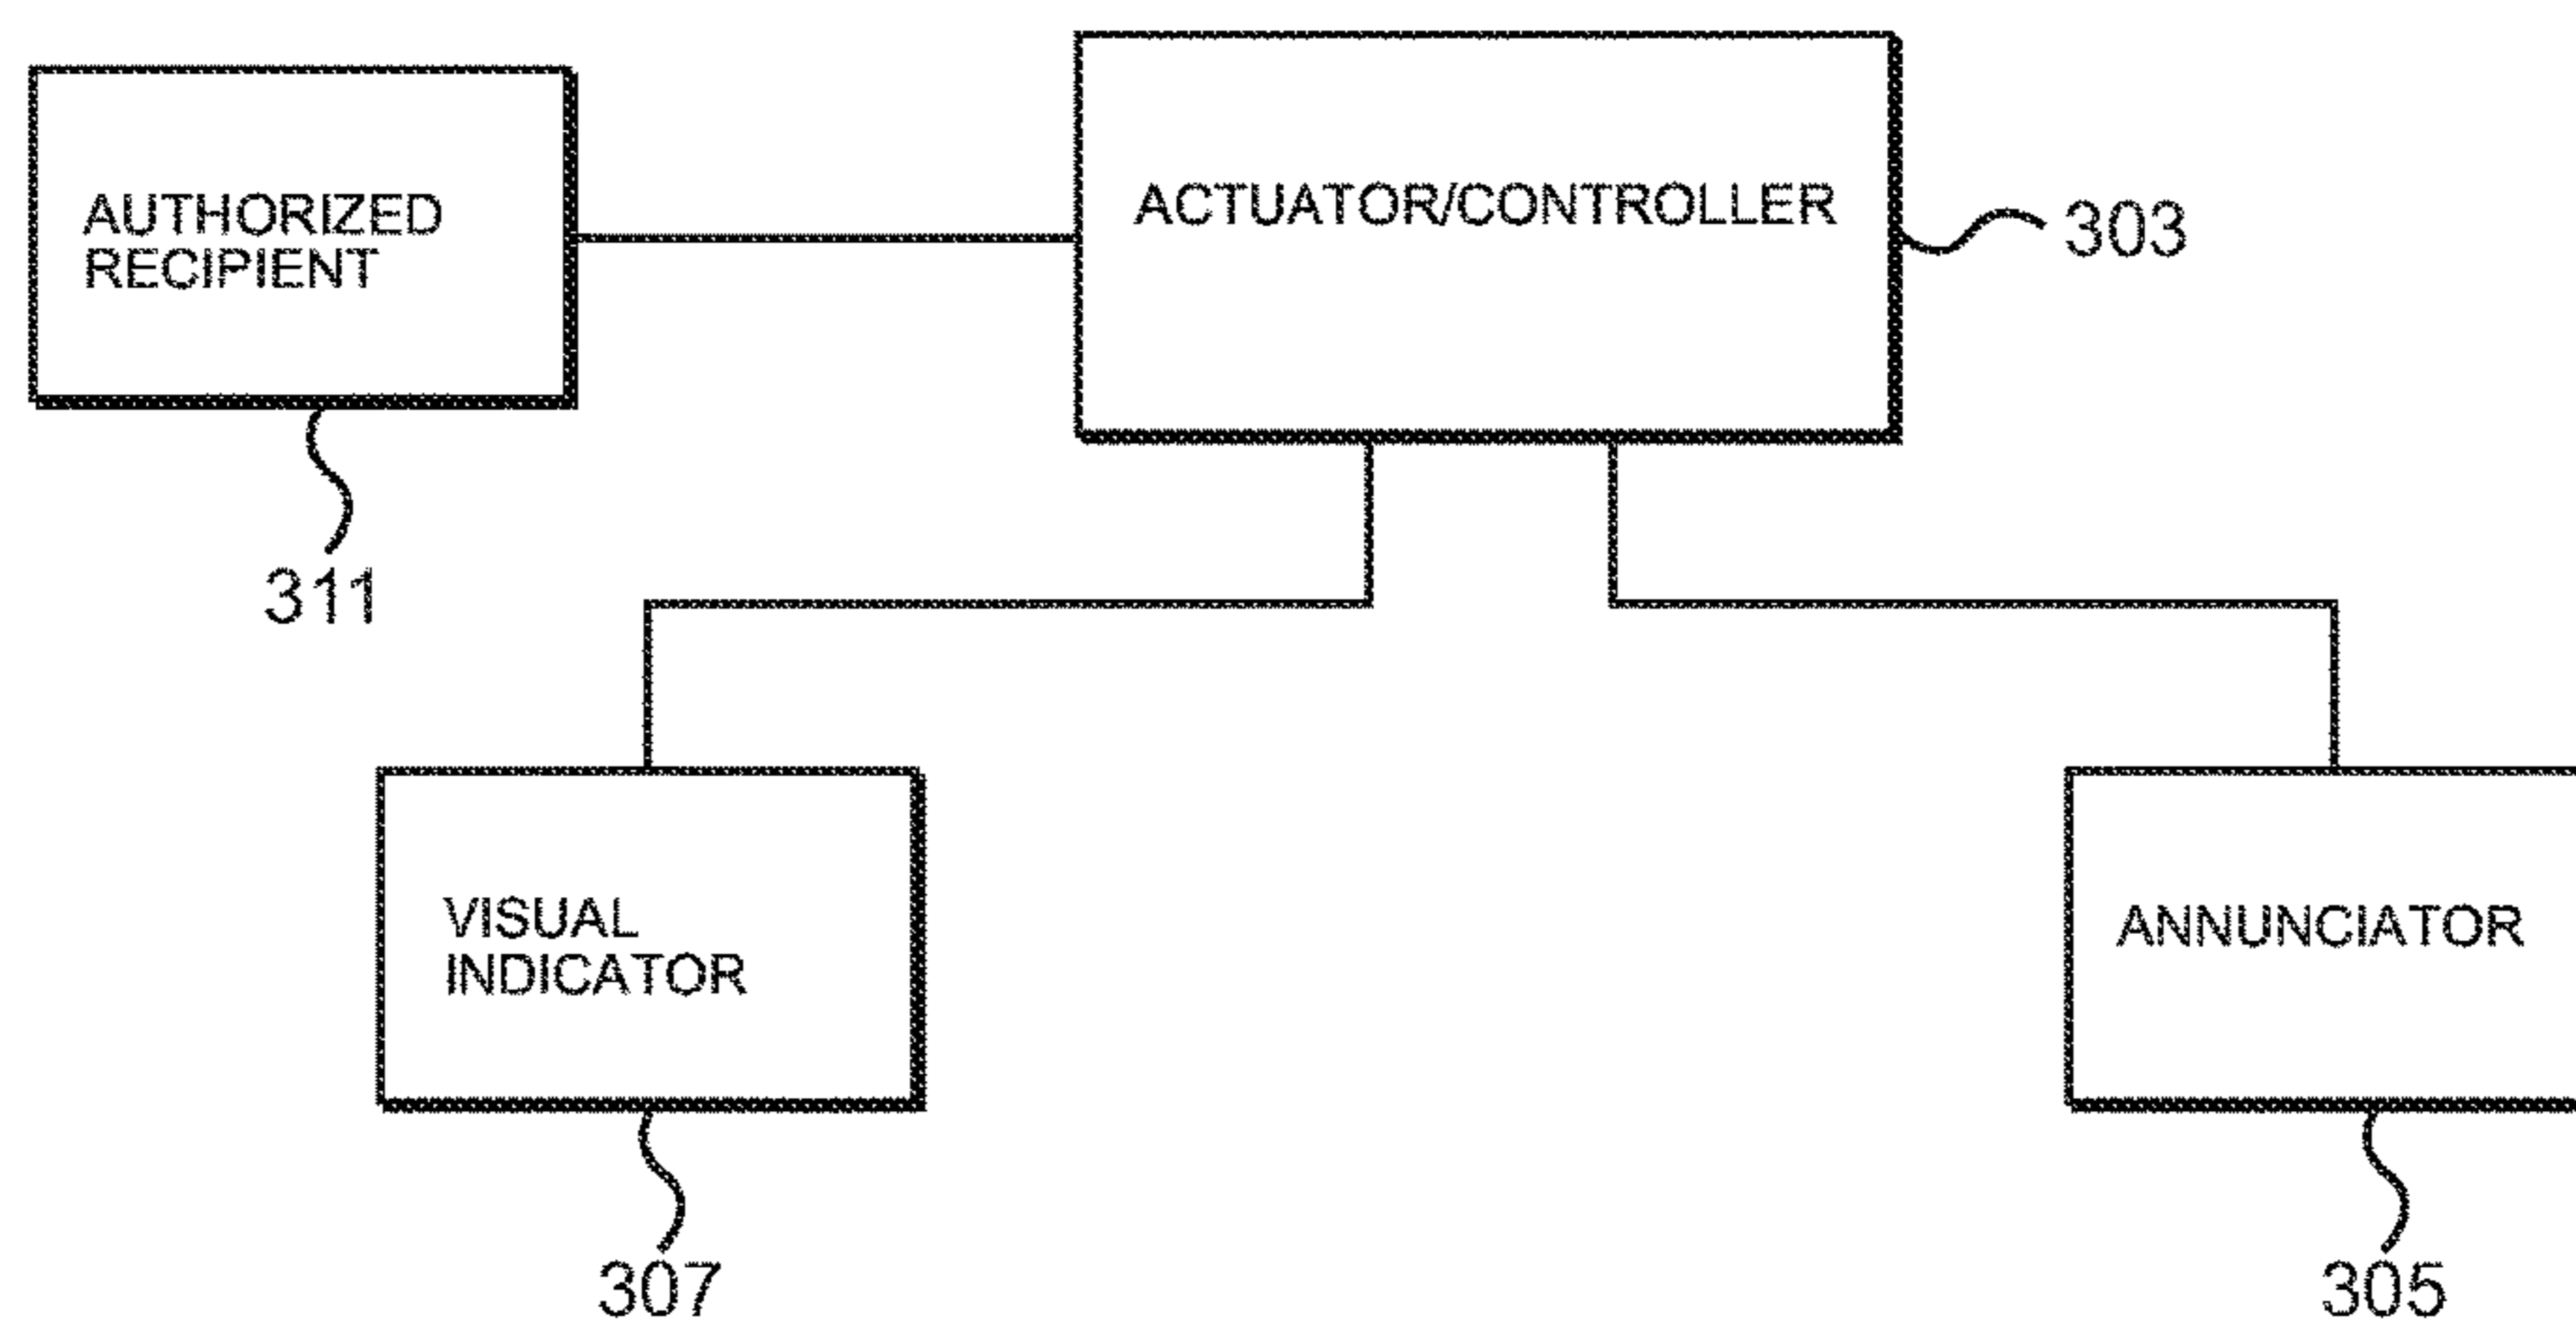 AUTHORIZED
RECIPIENT
ACTUATOR/CONTROLLER
303
311
VISUAL
INDICATOR
ANNUNCIATOR
307
305